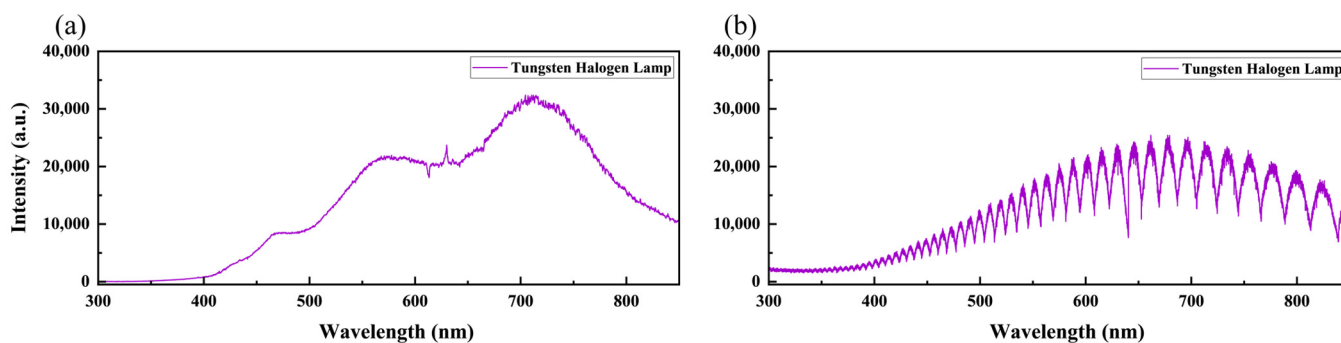 (a)
40,000
30,000
20,000
10,000
0
Intensity (a.u.)
Tungsten Halogen Lamp
300 400 500 600 700 800
Wavelength (nm)
(b)
40,000
30,000
20,000
10,000
0
Tungsten Halogen Lamp
300 400 500 600 700 800
Wavelength (nm)